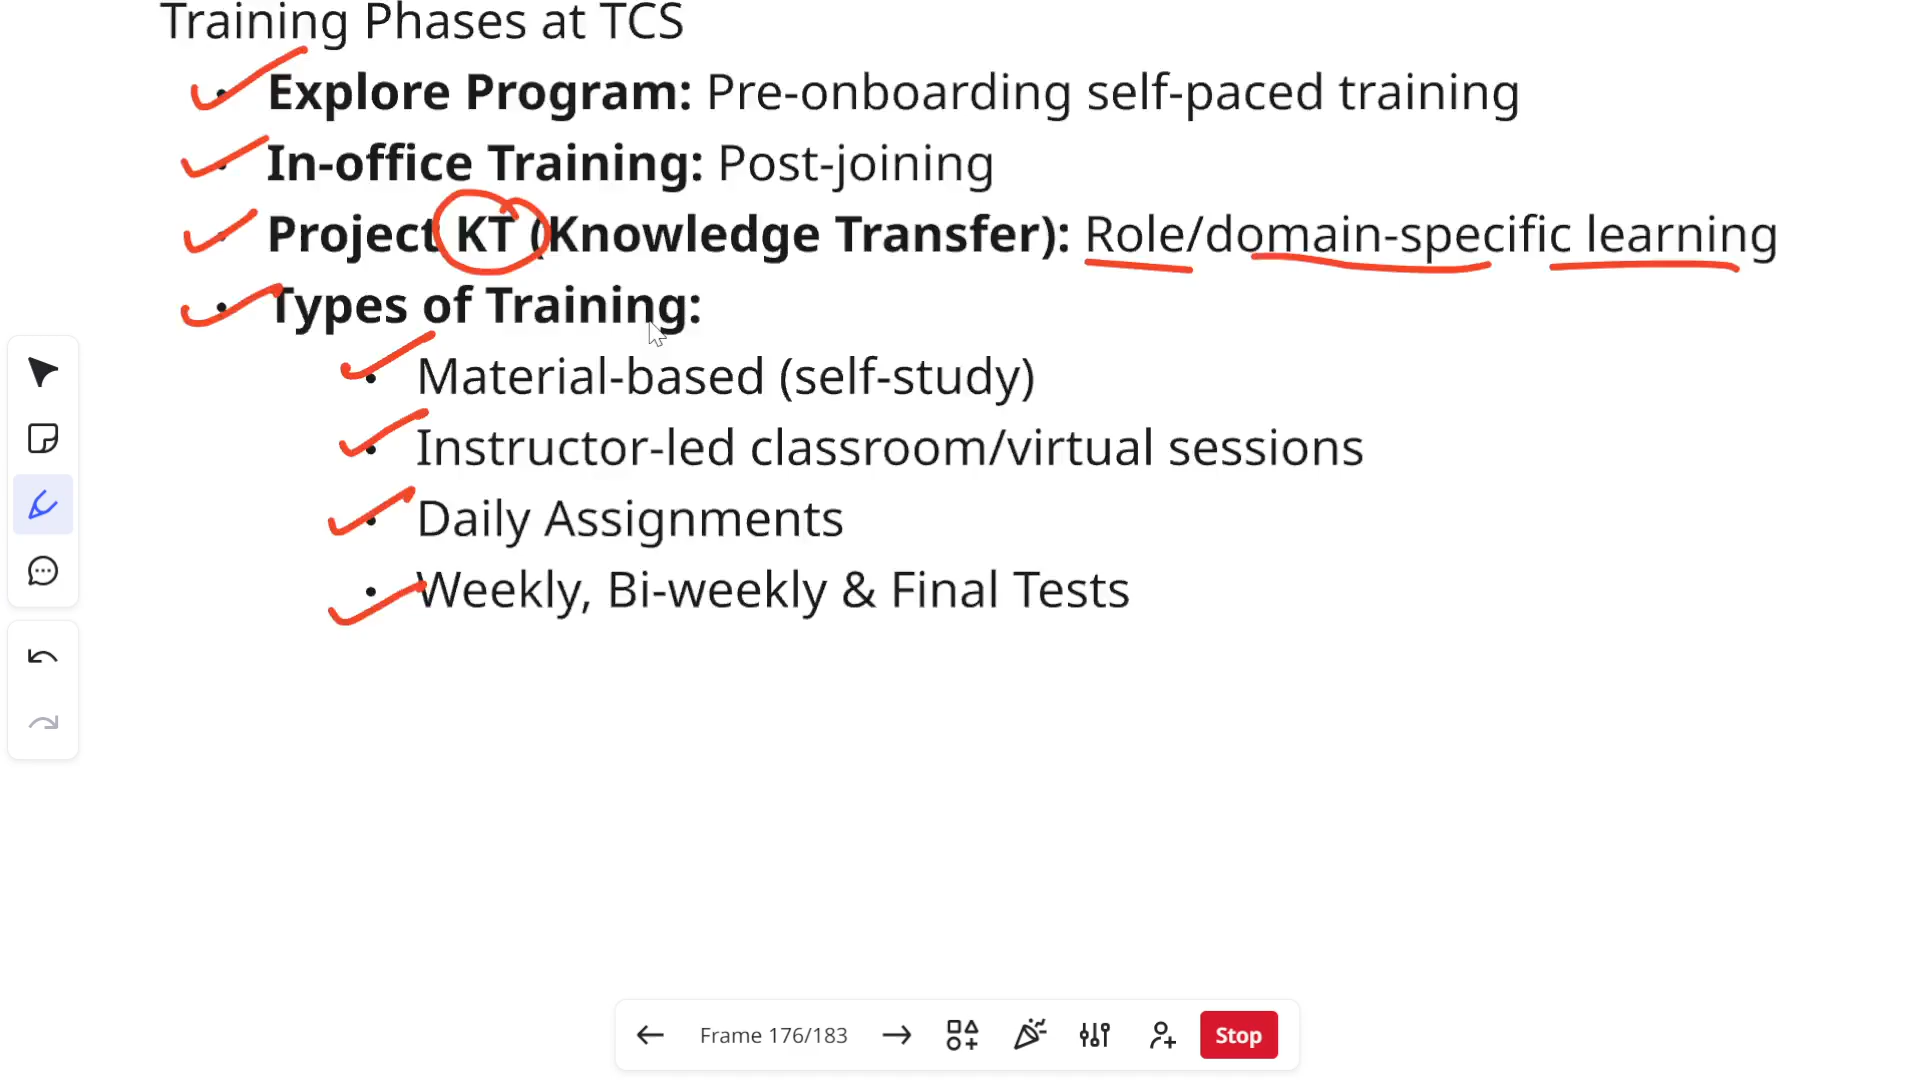 Training Phases at TCS
• Explore Program: Pre-onboarding self-paced training
• In-office Training: Post-joining
• Project KT (Knowledge Transfer): Role/domain-specific learning
• Types of Training:
• Material-based (self-study)
• Instructor-led classroom/virtual sessions
• Daily Assignments
• Weekly, Bi-weekly & Final Tests
Frame 176/183
Stop